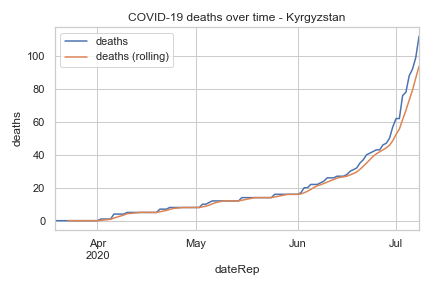 COVID-19 deaths over time - Kyrgyzstan
deaths
deaths (rolling)
100
80
60
40
20
0
deaths
Apr
2020
May
Jun
Jul
dateRep